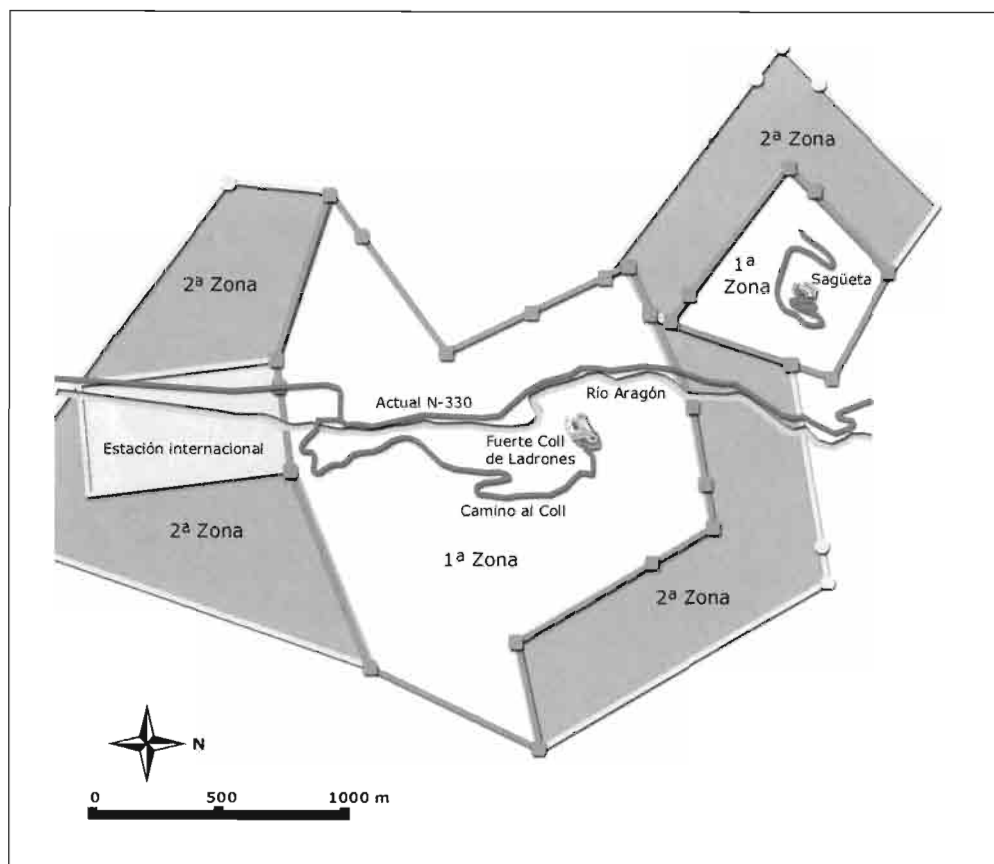 2ª Zona
1ª
Zona
Sagüeta
2ª Zona
Actual N-330
Río Aragón
Estación internacional
Fuerte Coll
de Ladrones
Camino al Coll
2ª Zona
1ª Zona
2ª Zona
N
0 500 1000 m